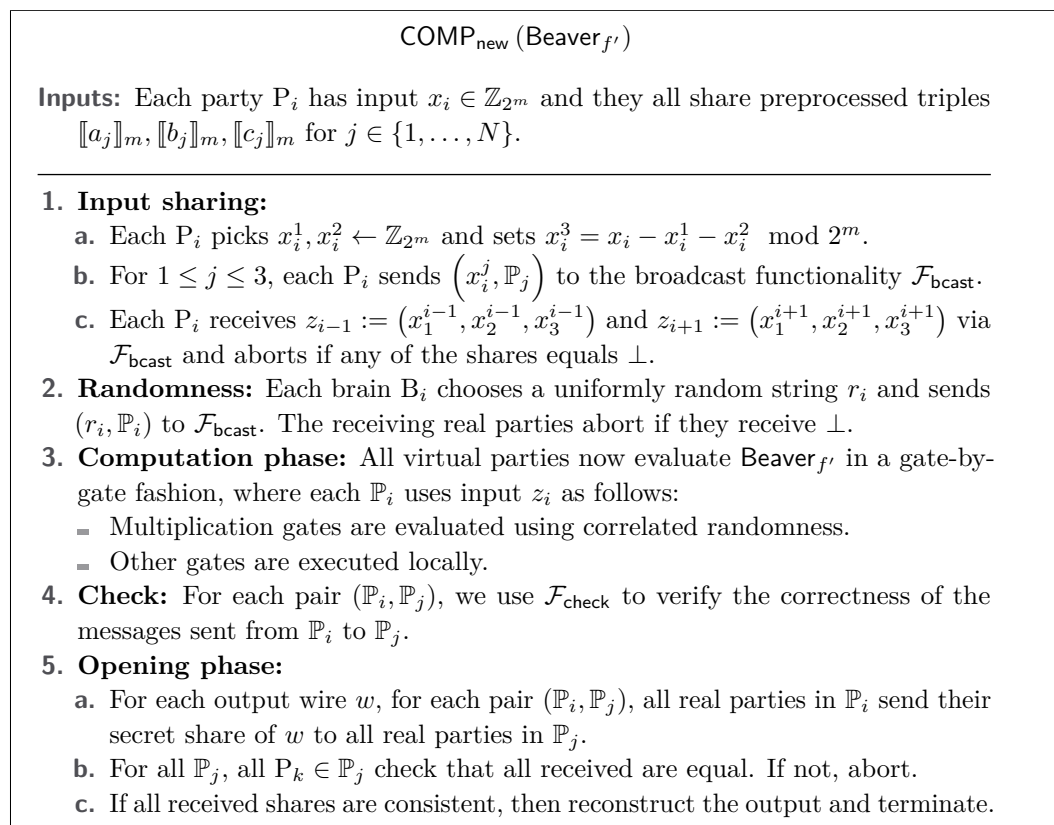 COMP_new (Beaver_f′)
Inputs: Each party P_i has input x_i ∈ ℤ_{2^m} and they all share preprocessed triples
⟦a_j⟧_m, ⟦b_j⟧_m, ⟦c_j⟧_m for j ∈ {1, . . . , N}.
1. Input sharing:
a. Each P_i picks x_i^1, x_i^2 ← ℤ_{2^m} and sets x_i^3 = x_i − x_i^1 − x_i^2 mod 2^m.
b. For 1 ≤ j ≤ 3, each P_i sends (x_i^j, ℙ_j) to the broadcast functionality ℱ_bcast.
c. Each P_i receives z_{i−1} := (x_1^{i−1}, x_2^{i−1}, x_3^{i−1}) and z_{i+1} := (x_1^{i+1}, x_2^{i+1}, x_3^{i+1}) via
ℱ_bcast and aborts if any of the shares equals ⊥.
2. Randomness: Each brain B_i chooses a uniformly random string r_i and sends
(r_i, ℙ_i) to ℱ_bcast. The receiving real parties abort if they receive ⊥.
3. Computation phase: All virtual parties now evaluate Beaver_f′ in a gate-by-
gate fashion, where each ℙ_i uses input z_i as follows:
Multiplication gates are evaluated using correlated randomness.
Other gates are executed locally.
4. Check: For each pair (ℙ_i, ℙ_j), we use ℱ_check to verify the correctness of the
messages sent from ℙ_i to ℙ_j.
5. Opening phase:
a. For each output wire w, for each pair (ℙ_i, ℙ_j), all real parties in ℙ_i send their
secret share of w to all real parties in ℙ_j.
b. For all ℙ_j, all P_k ∈ ℙ_j check that all received are equal. If not, abort.
c. If all received shares are consistent, then reconstruct the output and terminate.